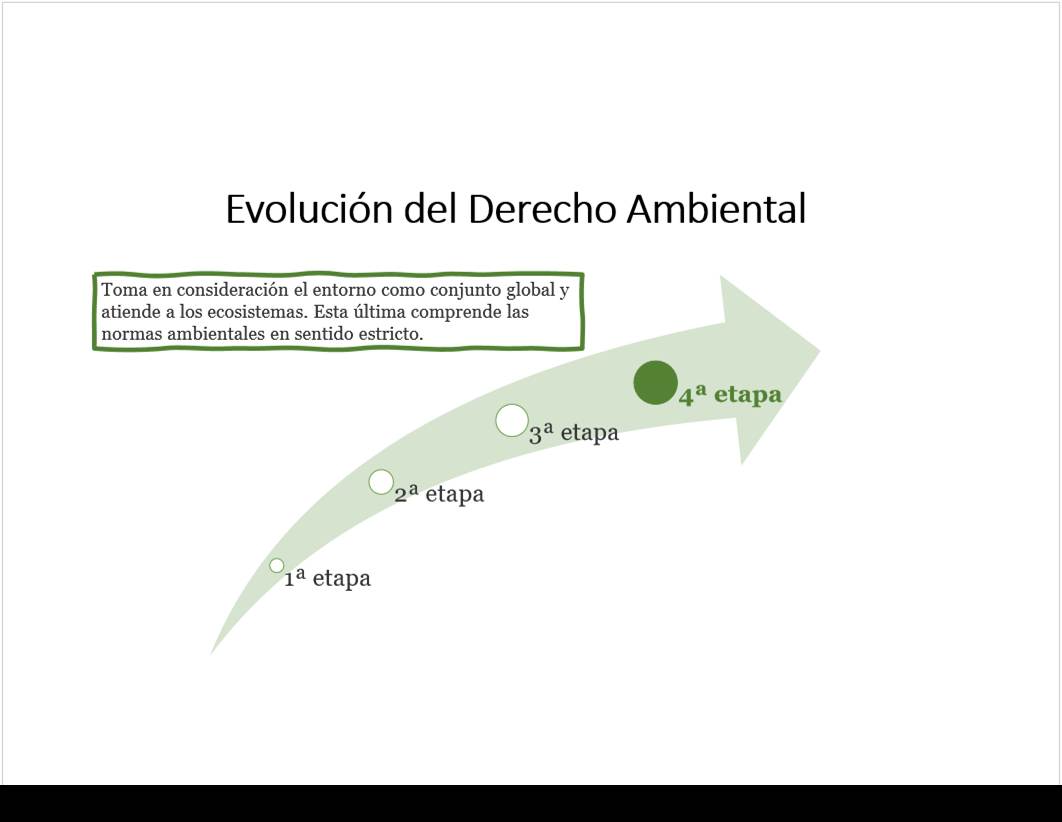 Evolución del Derecho Ambiental
Toma en consideración el entorno como conjunto global y
atiende a los ecosistemas. Esta última comprende las
normas ambientales en sentido estricto.
4ª etapa
3ª etapa
2ª etapa
1ª etapa